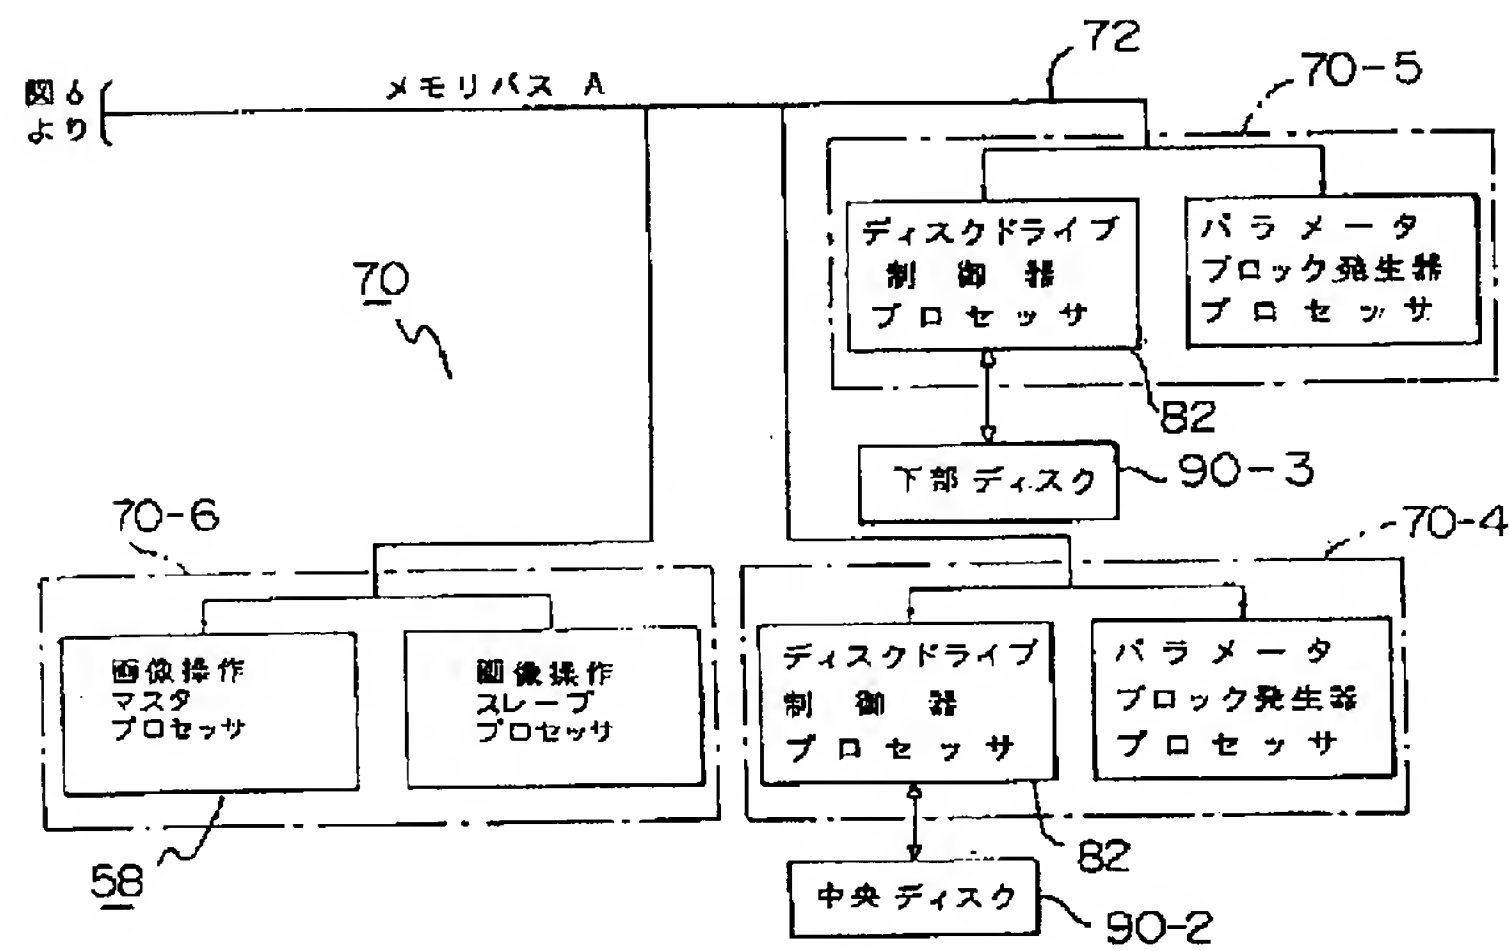 72
70-5
図6
より
メモリバス A
70
ディスクドライブ
制御器
プロセッサ
パラメータ
ブロック発生器
プロセッサ
82
下部ディスク
90-3
70-6
70-4
画像操作
マスタ
プロセッサ
画像操作
スレーブ
プロセッサ
ディスクドライブ
制御器
プロセッサ
パラメータ
ブロック発生器
プロセッサ
58
82
中央ディスク
90-2